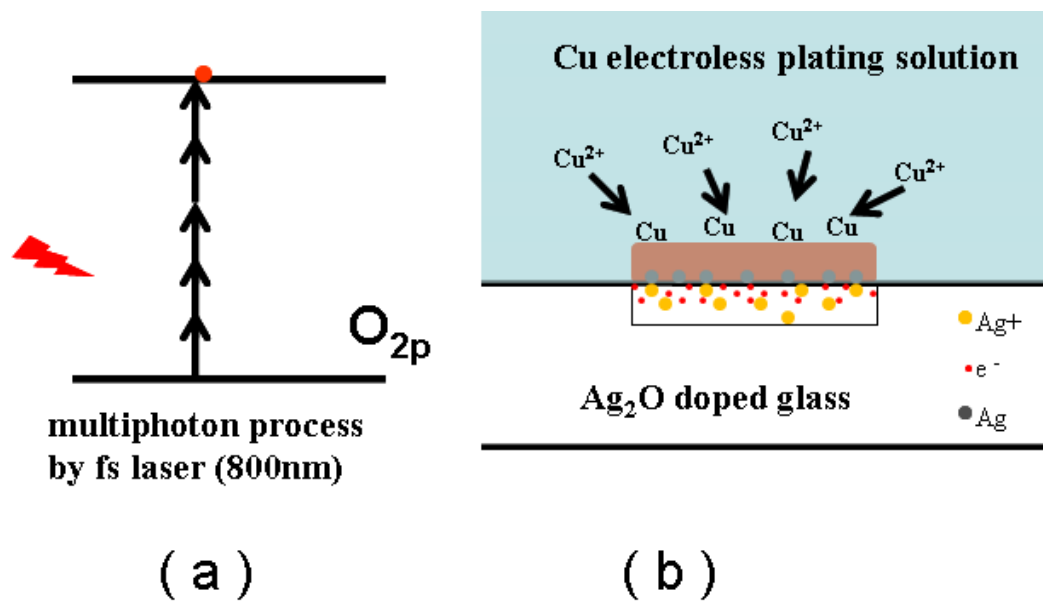 O₂p
multiphoton process
by fs laser (800nm)
( a )
Cu electroless plating solution
Cu²⁺ Cu²⁺ Cu²⁺ Cu²⁺
Cu Cu Cu Cu
Ag+
e⁻
Ag
Ag₂O doped glass
( b )